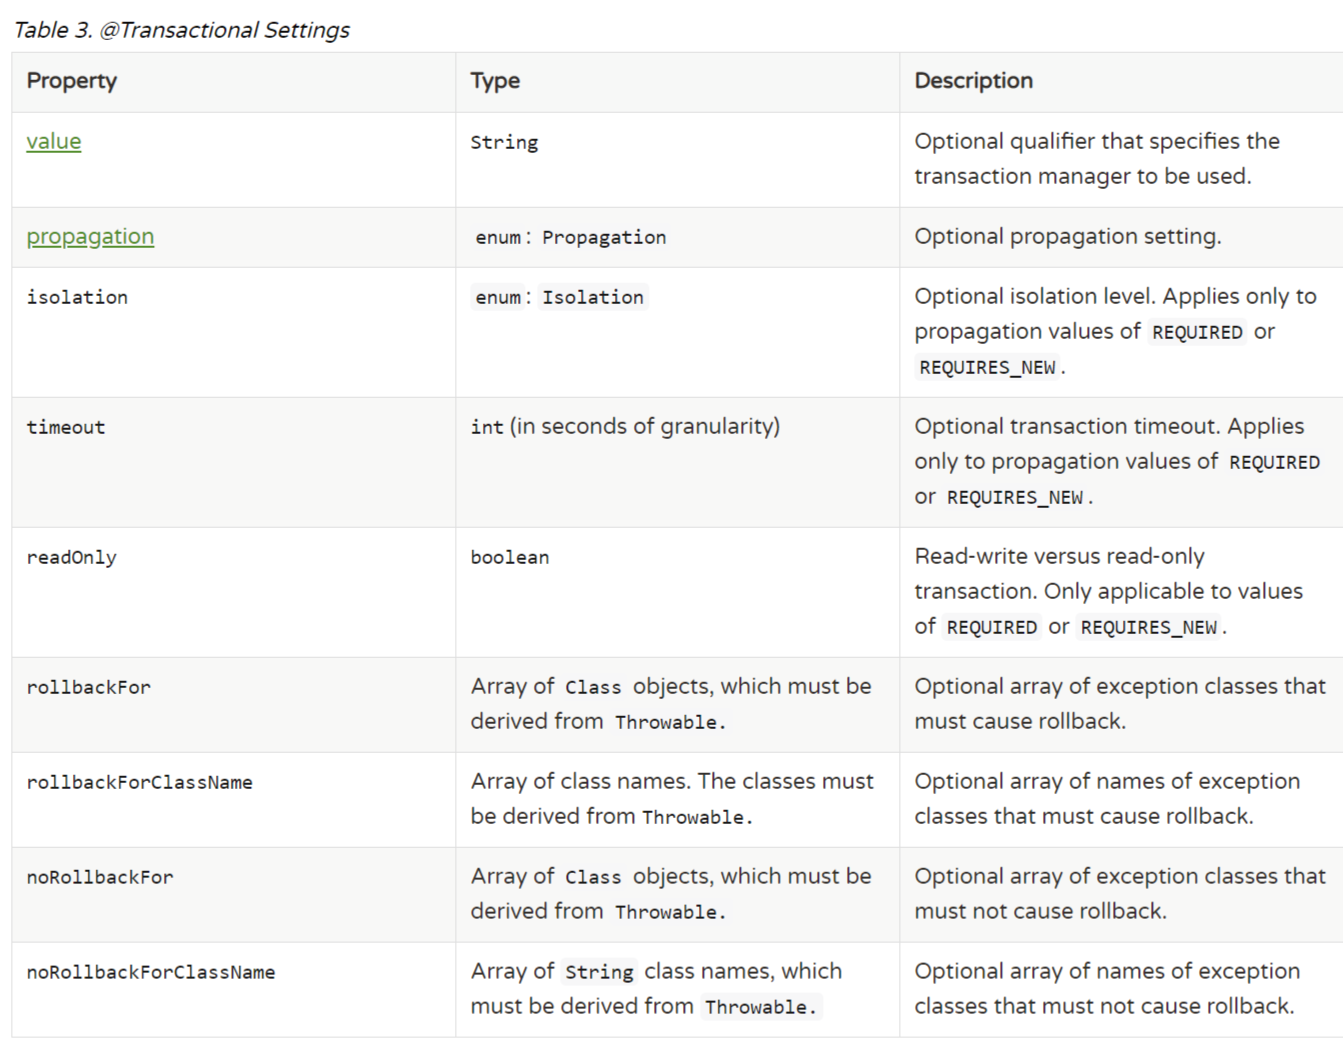 Table 3. @Transactional Settings
Property Type Description
value String Optional qualifier that specifies the
transaction manager to be used.
propagation enum: Propagation Optional propagation setting.
isolation enum: Isolation Optional isolation level. Applies only to
propagation values of REQUIRED or
REQUIRES_NEW.
timeout int (in seconds of granularity) Optional transaction timeout. Applies
only to propagation values of REQUIRED
or REQUIRES_NEW.
readOnly boolean Read-write versus read-only
transaction. Only applicable to values
of REQUIRED or REQUIRES_NEW.
rollbackFor Array of Class objects, which must be Optional array of exception classes that
derived from Throwable. must cause rollback.
rollbackForClassName Array of class names. The classes must Optional array of names of exception
be derived from Throwable. classes that must cause rollback.
noRollbackFor Array of Class objects, which must be Optional array of exception classes that
derived from Throwable. must not cause rollback.
noRollbackForClassName Array of String class names, which Optional array of names of exception
must be derived from Throwable. classes that must not cause rollback.